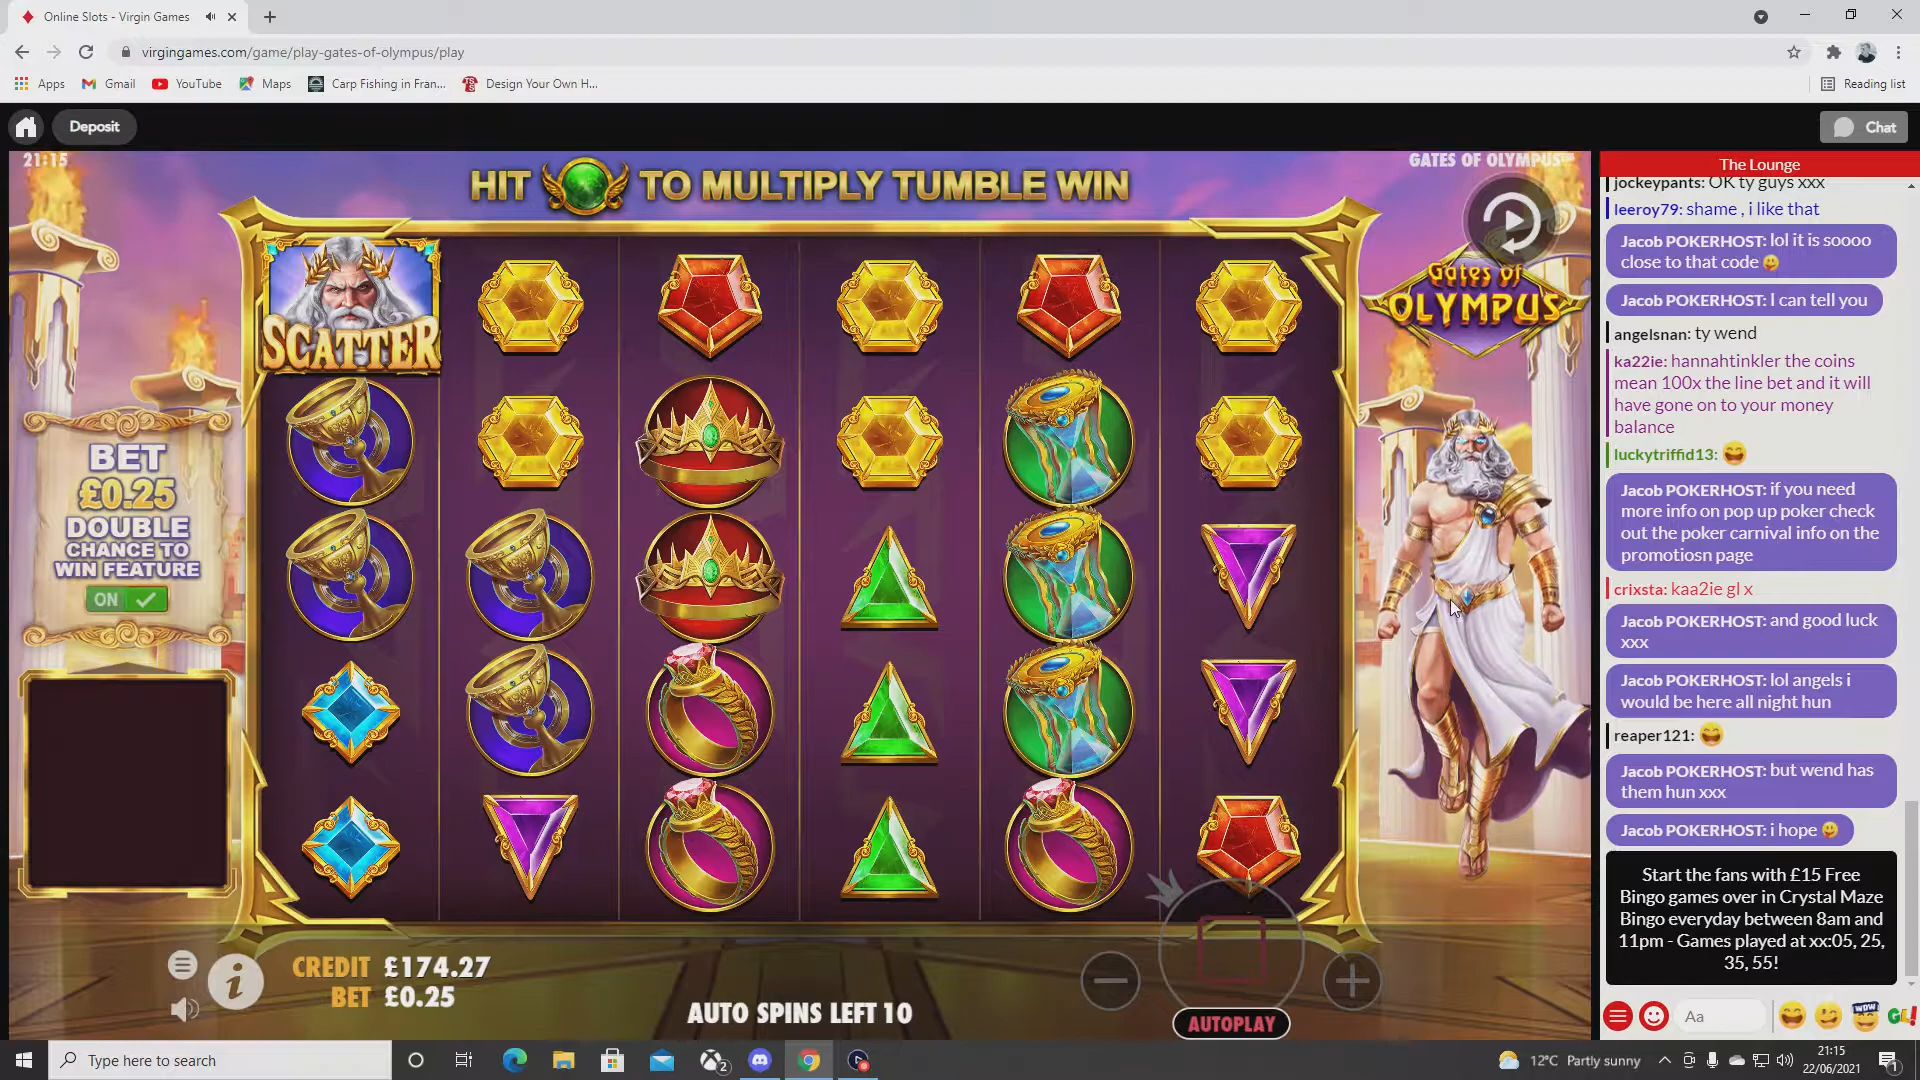 Online Slots - Virgin Games
virgingames.com/game/play-gates-of-olympus/play
Apps
Gmail
YouTube
Maps
Carp Fishing in Fran...
Design Your Own H...
Reading list
Deposit
Chat
21:15
HIT TO MULTIPLY TUMBLE WIN
GATES OF OLYMPUS™
Gates of
OLYMPUS
SCATTER
BET
£0.25
DOUBLE
CHANCE TO
WIN FEATURE
ON
CREDIT £174.27
BET £0.25
AUTO SPINS LEFT 10
AUTOPLAY
The Lounge
jockeypants: OK ty guys xxx
leeroy79: shame , i like that
Jacob POKERHOST: lol it is soooo
close to that code
Jacob POKERHOST: I can tell you
angelsnan: ty wend
ka22ie: hannahtinkler the coins
mean 100x the line bet and it will
have gone on to your money
balance
luckytriffid13:
Jacob POKERHOST: if you need
more info on pop up poker check
out the poker carnival info on the
promotiosn page
crixsta: kaa2ie gl x
Jacob POKERHOST: and good luck
xxx
Jacob POKERHOST: lol angels i
would be here all night hun
reaper121:
Jacob POKERHOST: but wend has
them hun xxx
Jacob POKERHOST: i hope
Start the fans with £15 Free
Bingo games over in Crystal Maze
Bingo everyday between 8am and
11pm - Games played at xx:05, 25,
35, 55!
Aa
WOW
GL!
Type here to search
2
12°C Partly sunny
21:15
22/06/2021
1